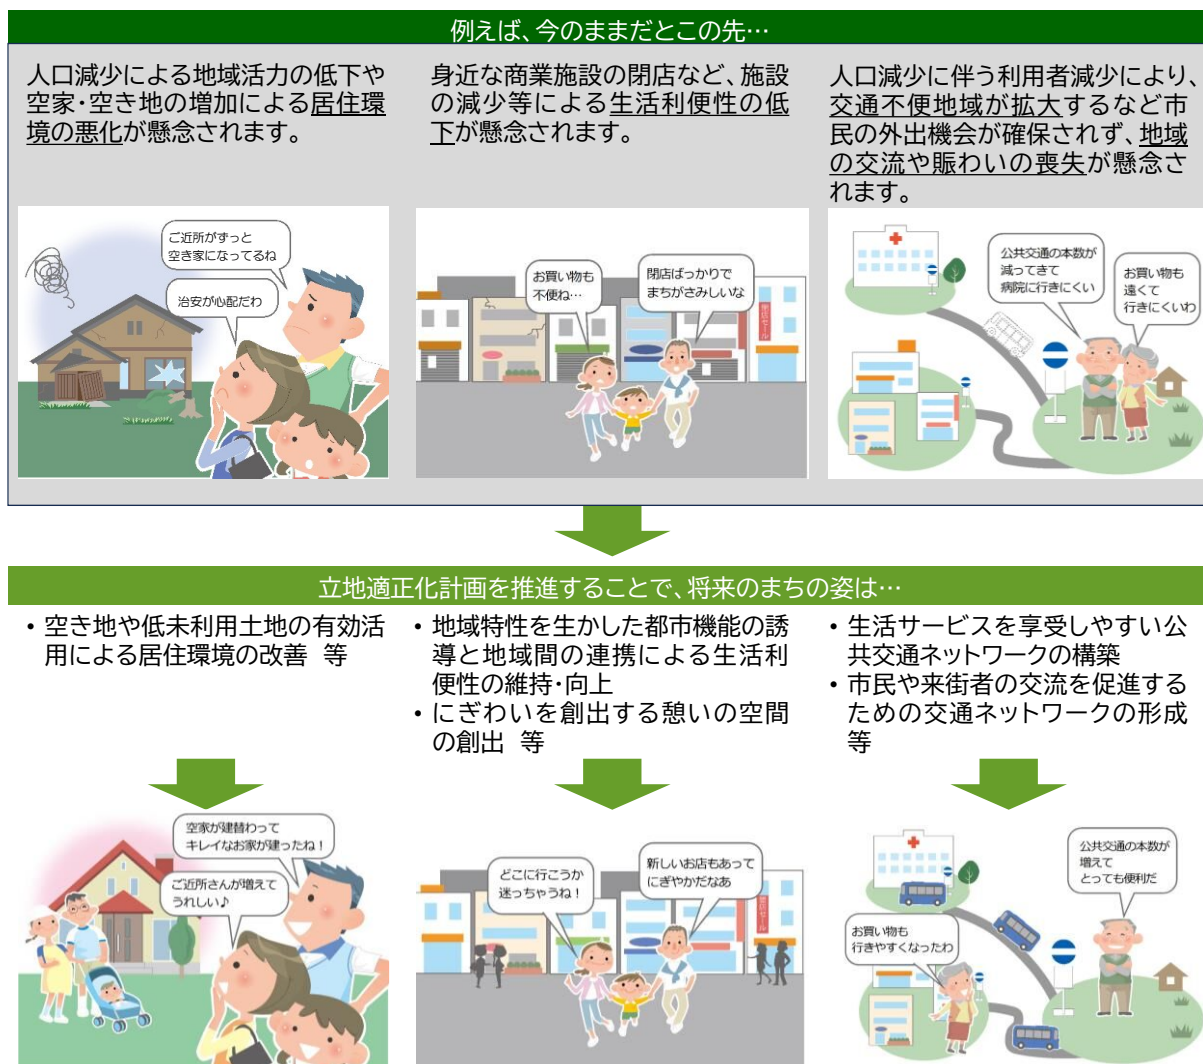 例えば、今のままだとこの先…
人口減少による地域活力の低下や
空家・空き地の増加による居住環
境の悪化が懸念されます。
身近な商業施設の閉店など、施設
の減少等による生活利便性の低
下が懸念されます。
人口減少に伴う利用者減少により、
交通不便地域が拡大するなど市
民の外出機会が確保されず、地域
の交流や賑わいの喪失が懸念さ
れます。
ご近所がずっと
空き家になってるね
治安が心配だわ
お買い物も
不便ね…
閉店ばっかりで
まちがさみしいな
閉店セール
公共交通の本数が
減ってきて
病院に行きにくい
お買い物も
遠くて
行きにくいわ
立地適正化計画を推進することで、将来のまちの姿は…
• 空き地や低未利用土地の有効活
用による居住環境の改善 等
• 地域特性を生かした都市機能の誘
導と地域間の連携による生活利
便性の維持・向上
• にぎわいを創出する憩いの空間
の創出 等
• 生活サービスを享受しやすい公
共交通ネットワークの構築
• 市民や来街者の交流を促進する
ための交通ネットワークの形成
等
空家が建替わって
キレイなお家が建ったね！
ご近所さんが増えて
うれしい♪
どこに行こうか
迷っちゃうね！
新しいお店もあって
にぎやかだなあ
公共交通の本数が
増えて
とっても便利だ
お買い物も
行きやすくなったわ